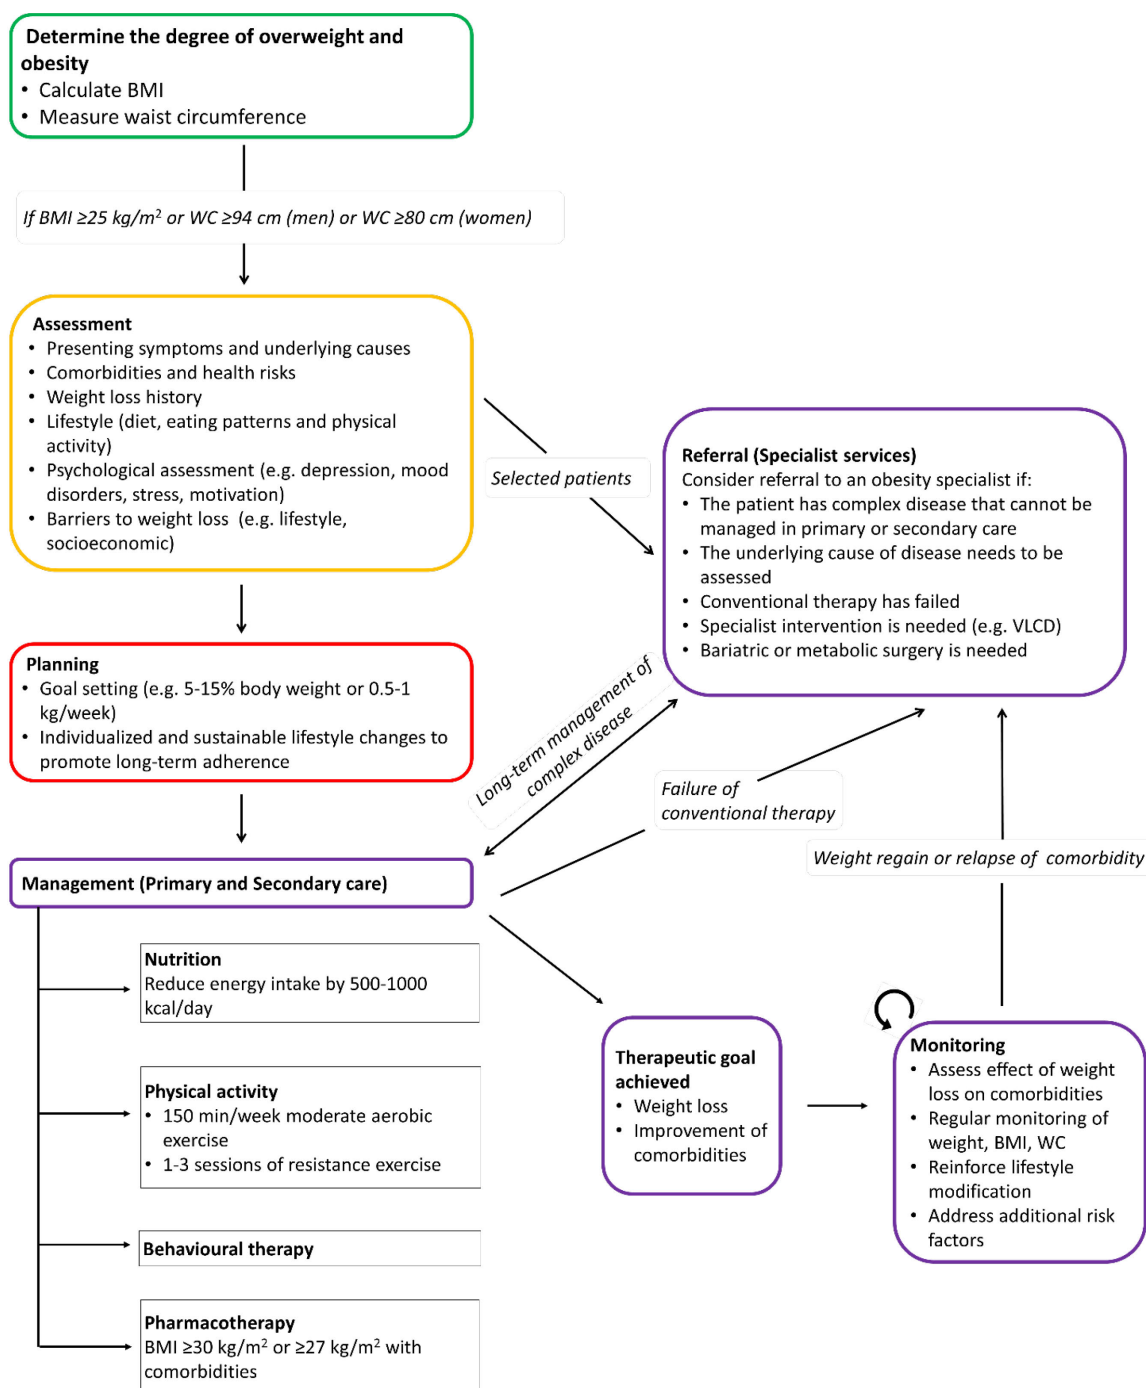 Determine the degree of overweight and
obesity
• Calculate BMI
• Measure waist circumference
If BMI ≥25 kg/m² or WC ≥94 cm (men) or WC ≥80 cm (women)
Assessment
• Presenting symptoms and underlying causes
• Comorbidities and health risks
• Weight loss history
• Lifestyle (diet, eating patterns and physical
activity)
• Psychological assessment (e.g. depression, mood
disorders, stress, motivation)
• Barriers to weight loss (e.g. lifestyle,
socioeconomic)
Selected patients
Referral (Specialist services)
Consider referral to an obesity specialist if:
• The patient has complex disease that cannot be
managed in primary or secondary care
• The underlying cause of disease needs to be
assessed
• Conventional therapy has failed
• Specialist intervention is needed (e.g. VLCD)
• Bariatric or metabolic surgery is needed
Planning
• Goal setting (e.g. 5-15% body weight or 0.5-1
kg/week)
• Individualized and sustainable lifestyle changes to
promote long-term adherence
Long-term management of
complex disease
Failure of
conventional therapy
Weight regain or relapse of comorbidity
Management (Primary and Secondary care)
Nutrition
Reduce energy intake by 500-1000
kcal/day
Physical activity
• 150 min/week moderate aerobic
exercise
• 1-3 sessions of resistance exercise
Behavioural therapy
Pharmacotherapy
BMI ≥30 kg/m² or ≥27 kg/m² with
comorbidities
Therapeutic goal
achieved
• Weight loss
• Improvement of
comorbidities
Monitoring
• Assess effect of weight
loss on comorbidities
• Regular monitoring of
weight, BMI, WC
• Reinforce lifestyle
modification
• Address additional risk
factors